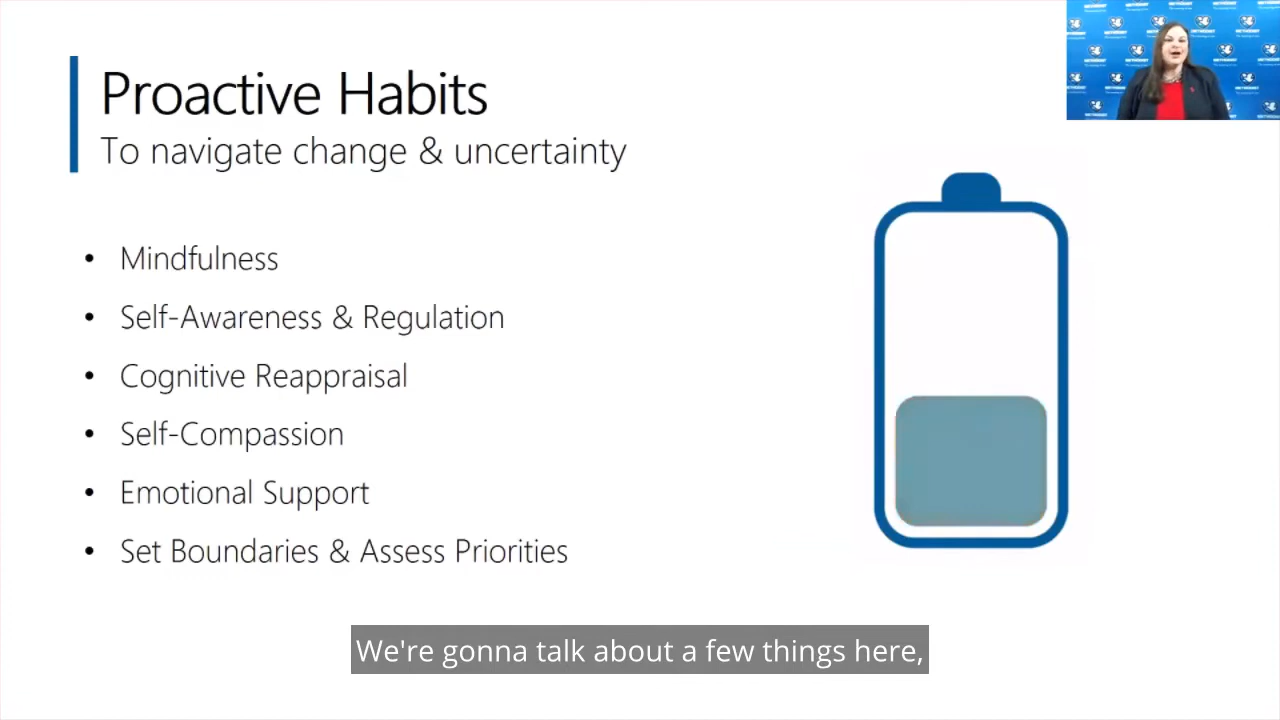 Proactive Habits
To navigate change & uncertainty
• Mindfulness
• Self-Awareness & Regulation
• Cognitive Reappraisal
• Self-Compassion
• Emotional Support
• Set Boundaries & Assess Priorities
We're gonna talk about a few things here,